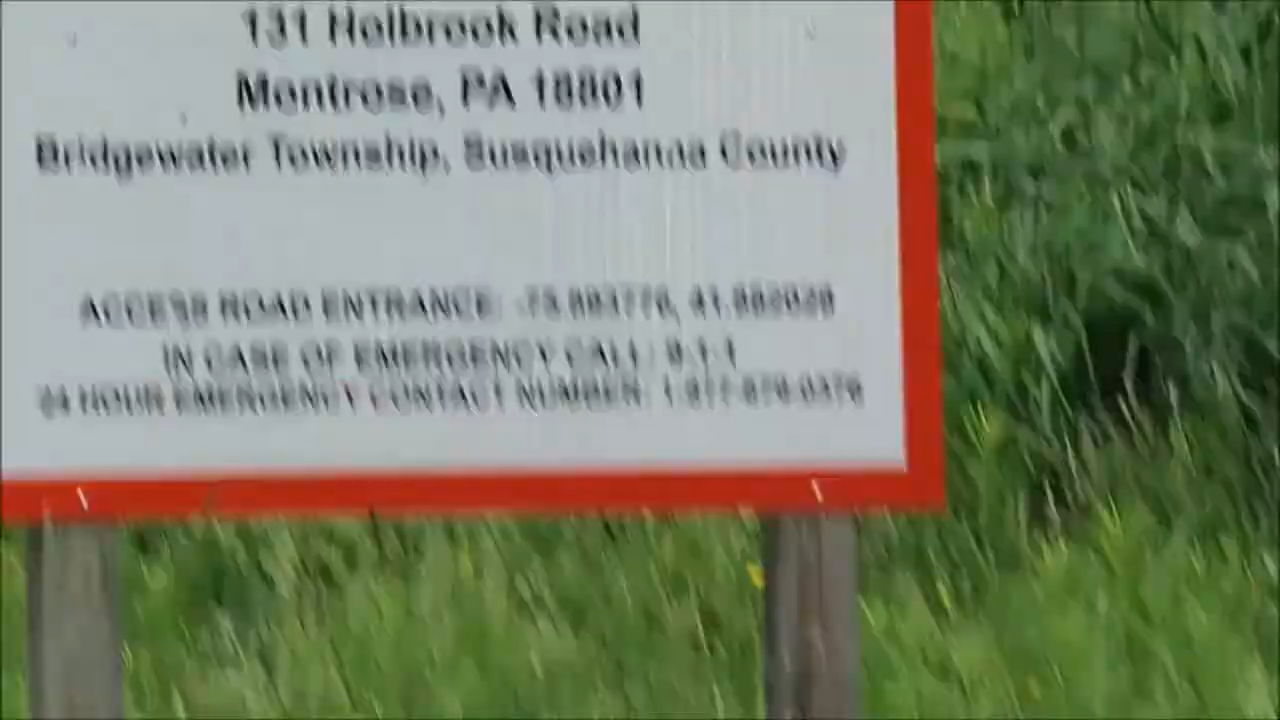 131 Holbrook Road
Montrose, PA 18801
Bridgewater Township, Susquehanna County
ACCESS ROAD ENTRANCE:
IN CASE OF EMERGENCY CALL: 9-1-1
24 HOUR EMERGENCY CONTACT NUMBER: